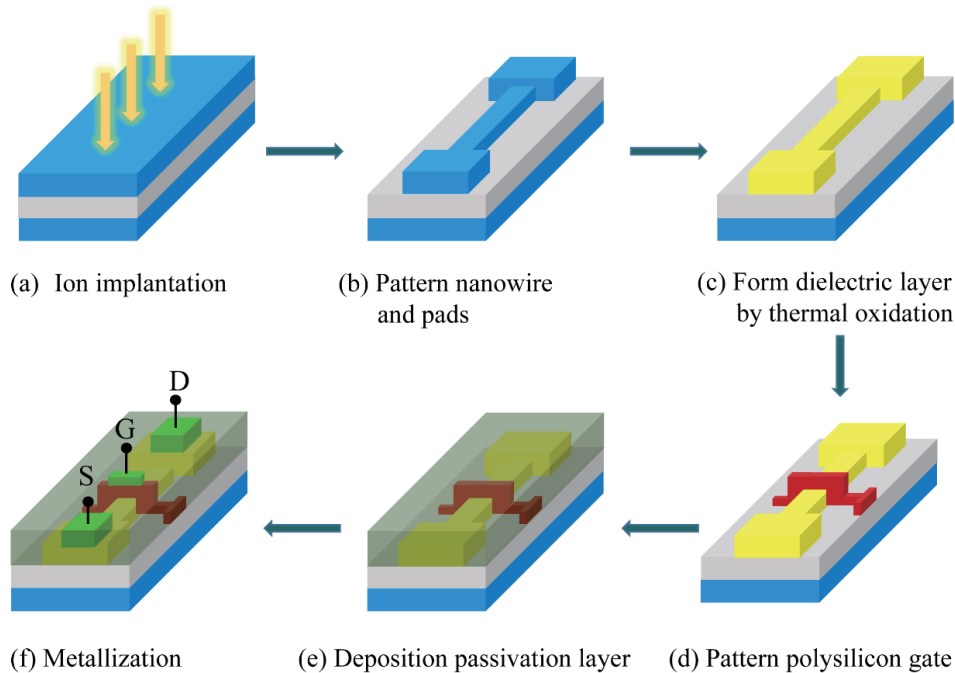 (a) Ion implantation
(b) Pattern nanowire
and pads
(c) Form dielectric layer
by thermal oxidation
D
G
S
(f) Metallization
(e) Deposition passivation layer
(d) Pattern polysilicon gate